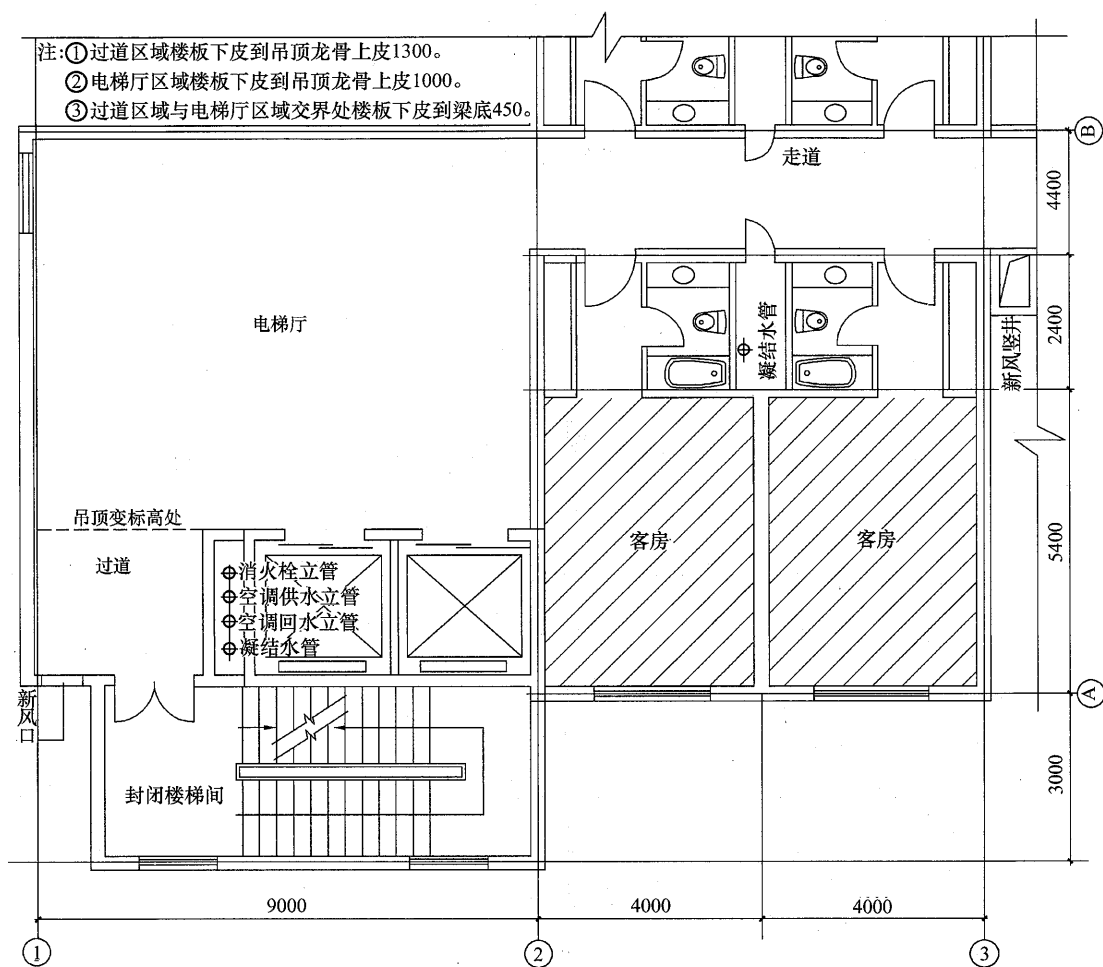 注:①过道区域楼板下皮到吊顶龙骨上皮1300。
②电梯厅区域楼板下皮到吊顶龙骨上皮1000。
③过道区域与电梯厅区域交界处楼板下皮到梁底450。
B
走道
4400
电梯厅
凝结水管
新风竖井
2400
吊顶变标高处
过道
客房
客房
5400
消火栓立管
空调供水立管
空调回水立管
凝结水管
新风口
A
封闭楼梯间
3000
9000
4000
4000
1
2
3